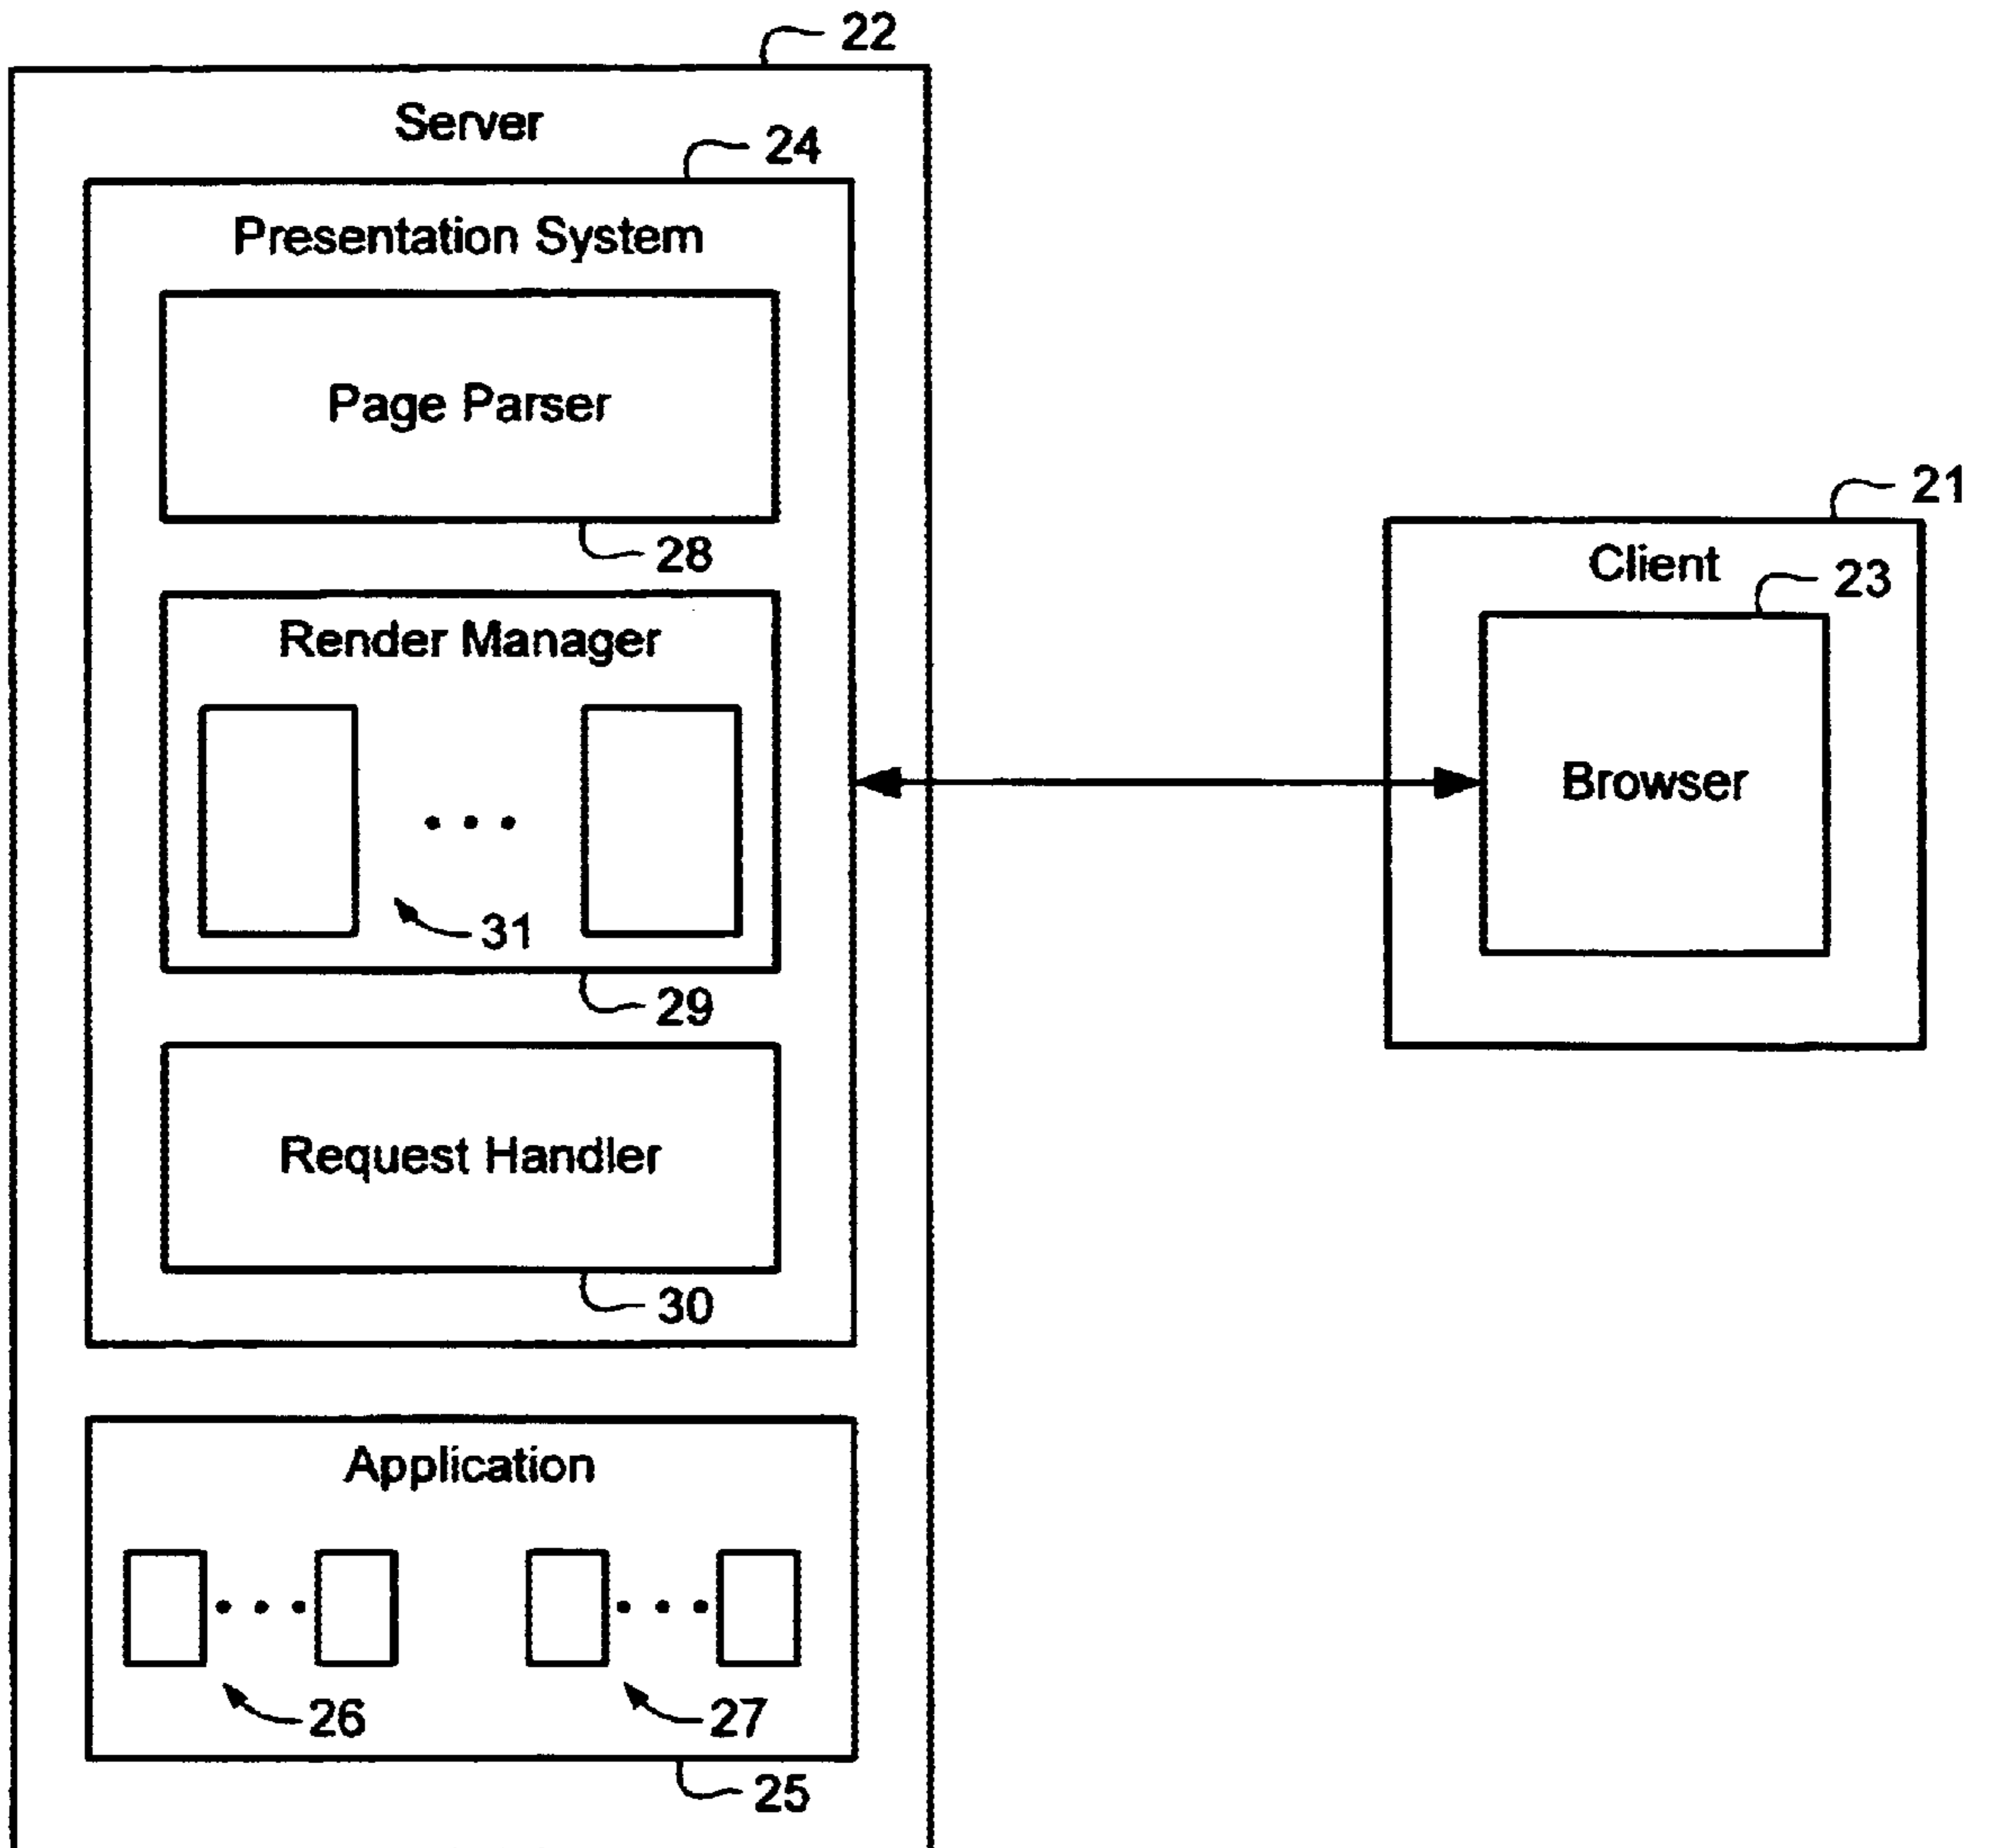 22
Server
24
Presentation System
Page Parser
28
Render Manager
31
29
Request Handler
30
Application
26
27
25
21
Client
23
Browser